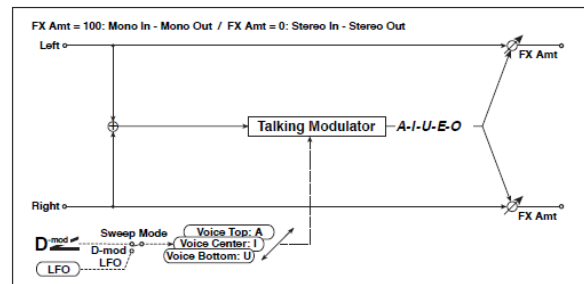 FX Amt = 100: Mono In - Mono Out / FX Amt = 0: Stereo In - Stereo Out
Left
FX Amt
Talking Modulator
A-I-U-E-O
Right
FX Amt
Sweep Mode
D-mod
D-mod
LFO
LFO
Voice Top: A
Voice Center: I
Voice Bottom: U